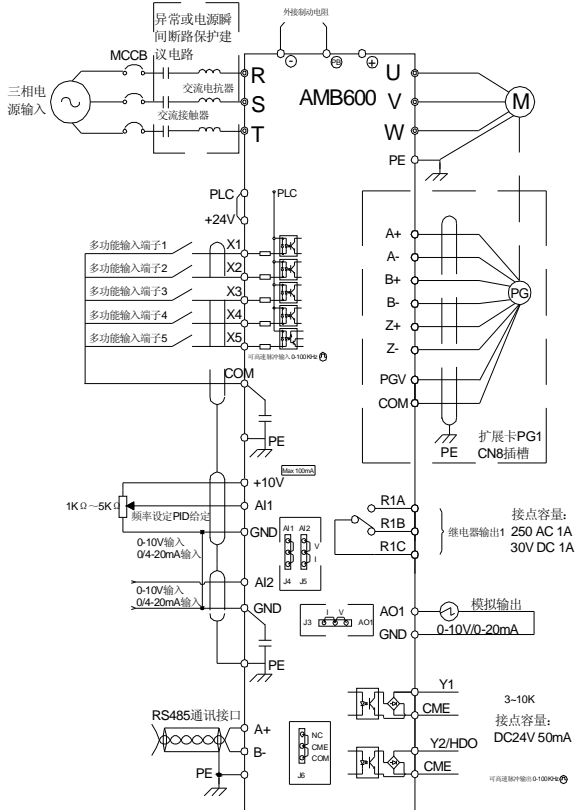 异常或电源瞬
间断路保护建
议电路
外接制动电阻
MCCB
- PB +
R
S
T
三相电
源输入
交流电抗器
交流接触器
AMB600
U
V
W
PE
M
PLC
PLC
+24V
多功能输入端子1 X1
多功能输入端子2 X2
多功能输入端子3 X3
多功能输入端子4 X4
多功能输入端子5 X5
可高速脉冲输入0-100KHz
COM
PE
A+
A-
B+
B-
Z+
Z-
PGV
COM
PG
PE
扩展卡PG1
CN8插槽
+10V
Max 100mA
1KΩ～5KΩ
频率设定PID给定
AI1
GND
0-10V输入
0/4-20mA输入
AI1 AI2
V
I
J4 J5
0-10V输入
0/4-20mA输入
AI2
GND
PE
R1A
R1B
R1C
继电器输出1
接点容量:
250 AC 1A
30V DC 1A
I V
J3 AO1
AO1
GND
模拟输出
0-10V/0-20mA
RS485通讯接口
A+
B-
PE
NC
CME
COM
J6
Y1
CME
Y2/HDO
CME
3~10K
接点容量:
DC24V 50mA
可高速脉冲输出0-100KHz